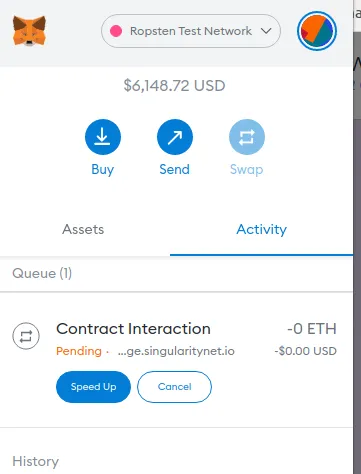 Ropsten Test Network
$6,148.72 USD
Buy
Send
Swap
Assets
Activity
Queue (1)
Contract Interaction
-0 ETH
Pending · ...ge.singularitynet.io
-$0.00 USD
Speed Up
Cancel
History